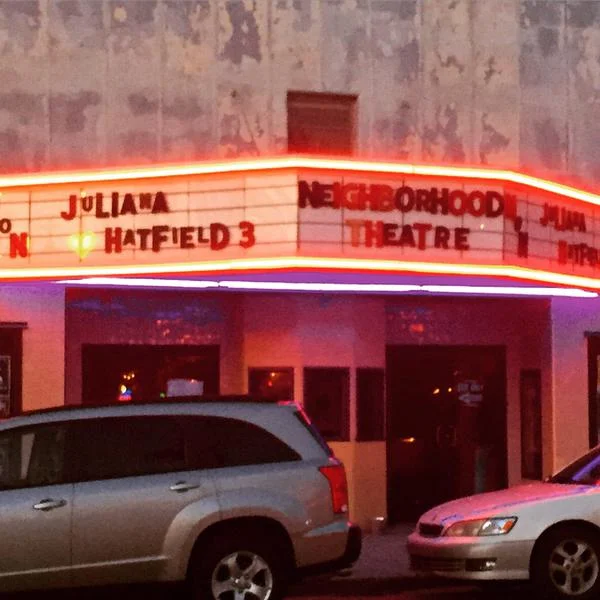 JULIANA
HATFIELD 3
NEIGHBORHOOD
THEATRE
JULIANA